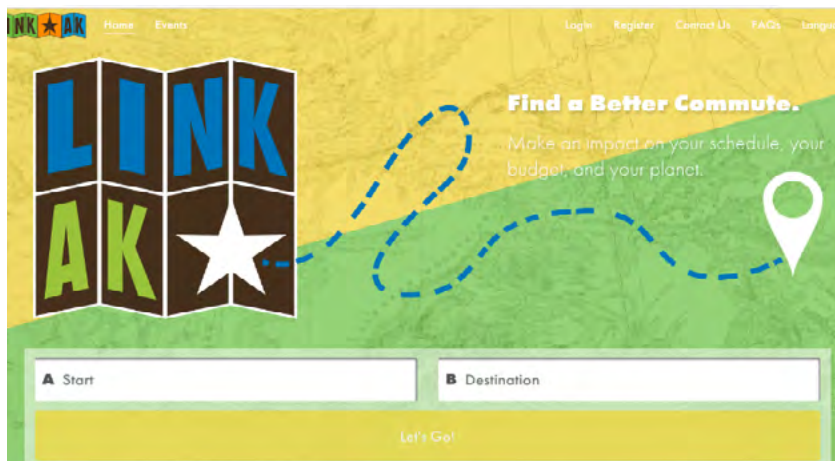 INK AK
Home Events Login Register Contact Us FAQs
LINK
AK
Find a Better Commute.
Make an impact on your schedule, your
budget, and your planet.
A Start
B Destination
Let's Go!